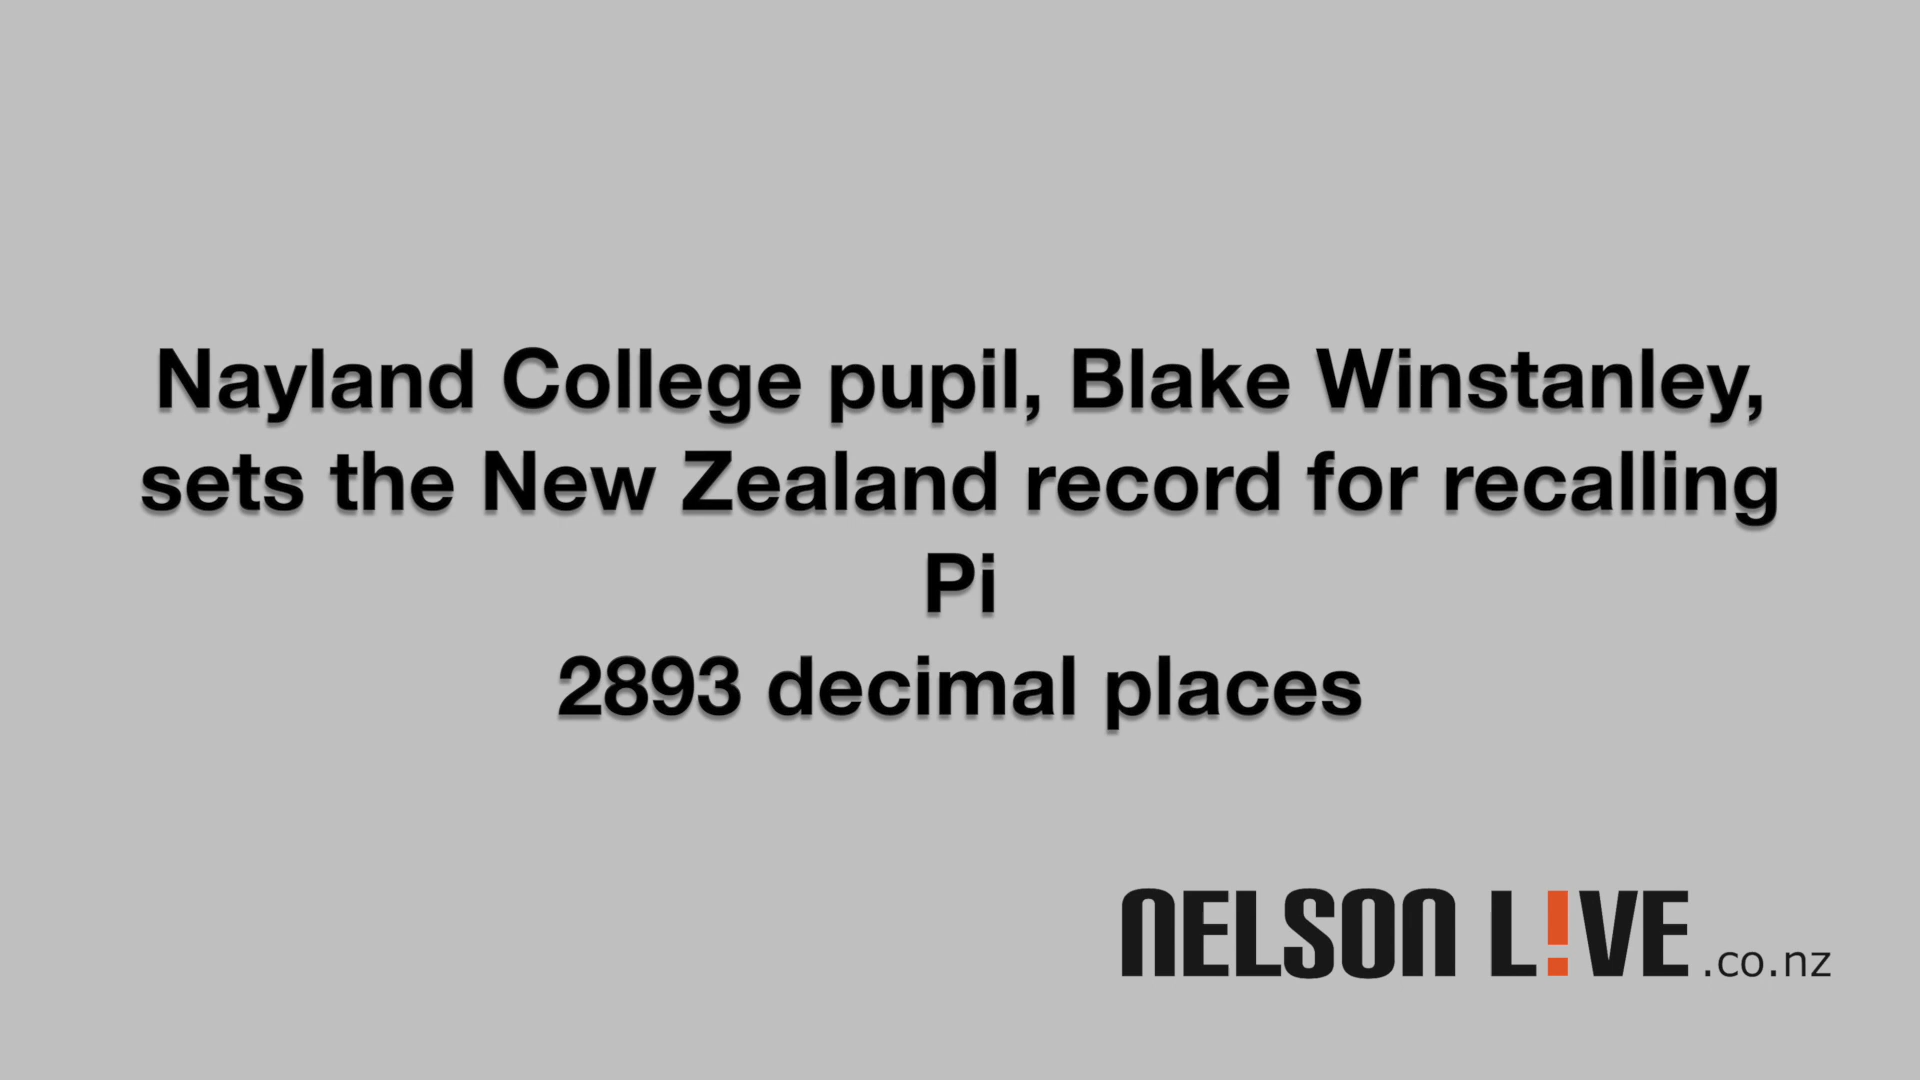 Nayland College pupil, Blake Winstanley,
sets the New Zealand record for recalling
Pi
2893 decimal places
NELSON L!VE .co.nz